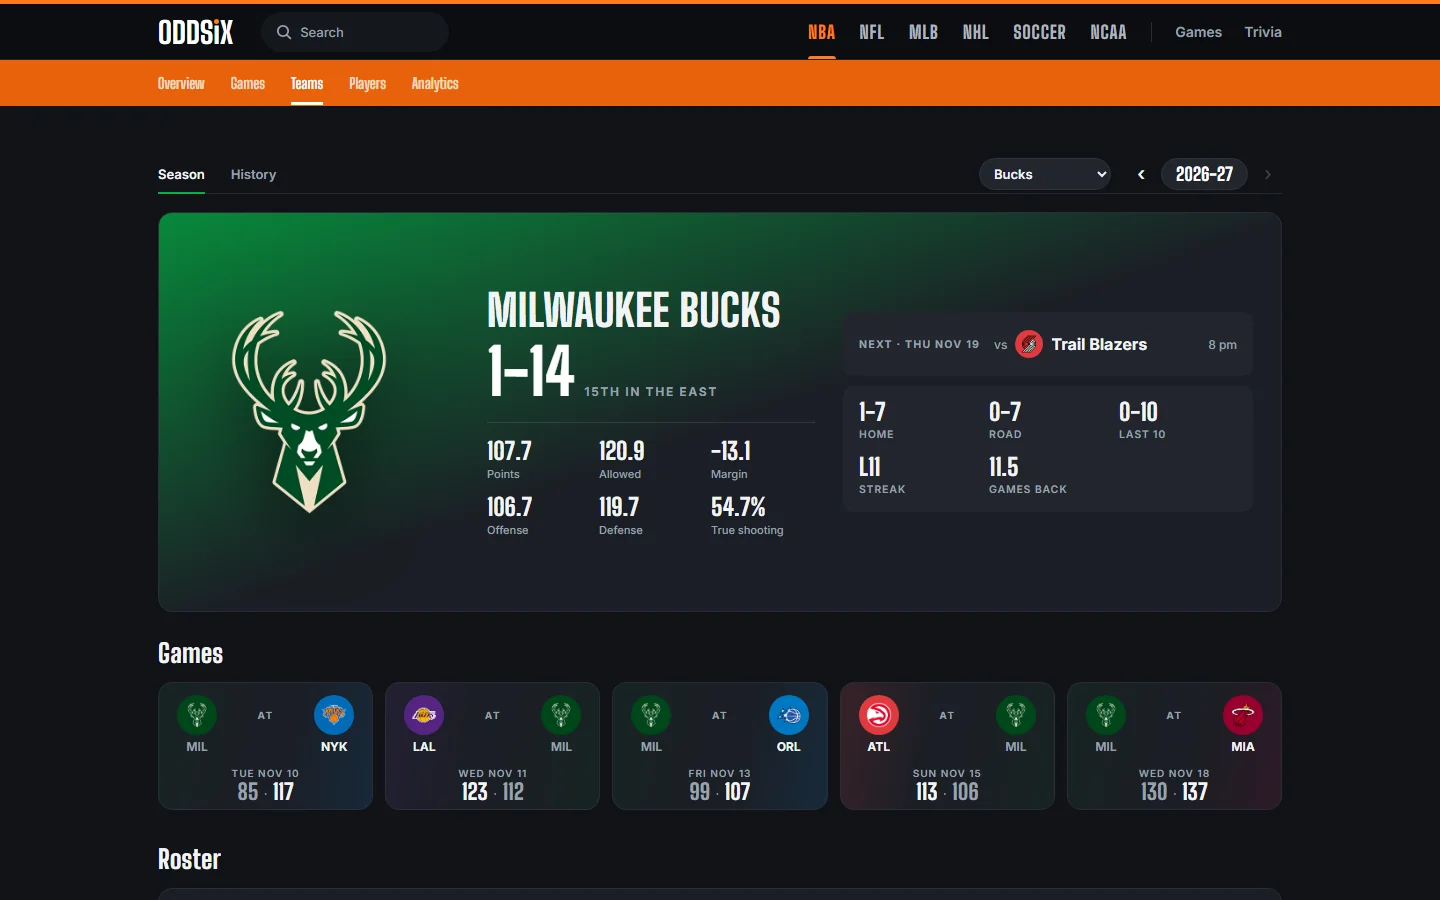 ODDSiX
Search
NBA NFL MLB NHL SOCCER NCAA Games Trivia
Overview Games Teams Players Analytics
Season History
Bucks
2026-27
MILWAUKEE BUCKS
1-14 15TH IN THE EAST
107.7 120.9 -13.1
Points Allowed Margin
106.7 119.7 54.7%
Offense Defense True shooting
NEXT · THU NOV 19 vs Trail Blazers 8 pm
1-7 0-7 0-10
HOME ROAD LAST 10
L11 11.5
STREAK GAMES BACK
Games
AT
MIL NYK
TUE NOV 10
85 · 117
AT
LAL MIL
WED NOV 11
123 · 112
AT
MIL ORL
FRI NOV 13
99 · 107
AT
ATL MIL
SUN NOV 15
113 · 106
AT
MIL MIA
WED NOV 18
130 · 137
Roster